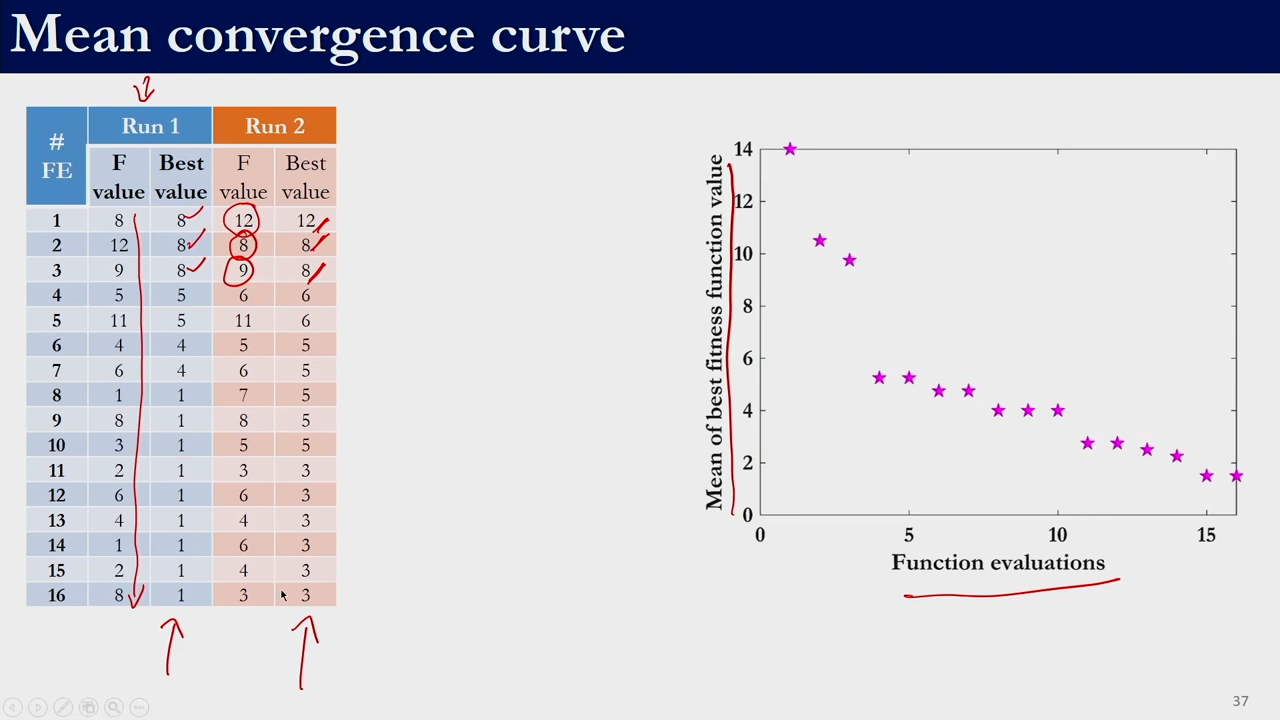 Mean convergence curve
# FE Run 1 Run 2
F value Best value F value Best value
1 8 8 12 12
2 12 8 8 8
3 9 8 9 8
4 5 5 6 6
5 11 5 11 6
6 4 4 5 5
7 6 4 6 5
8 1 1 7 5
9 8 1 8 5
10 3 1 5 5
11 2 1 3 3
12 6 1 6 3
13 4 1 4 3
14 1 1 6 3
15 2 1 4 3
16 8 1 3 3
Mean of best fitness function value
14
12
10
8
6
4
2
0
0 5 10 15
Function evaluations
37